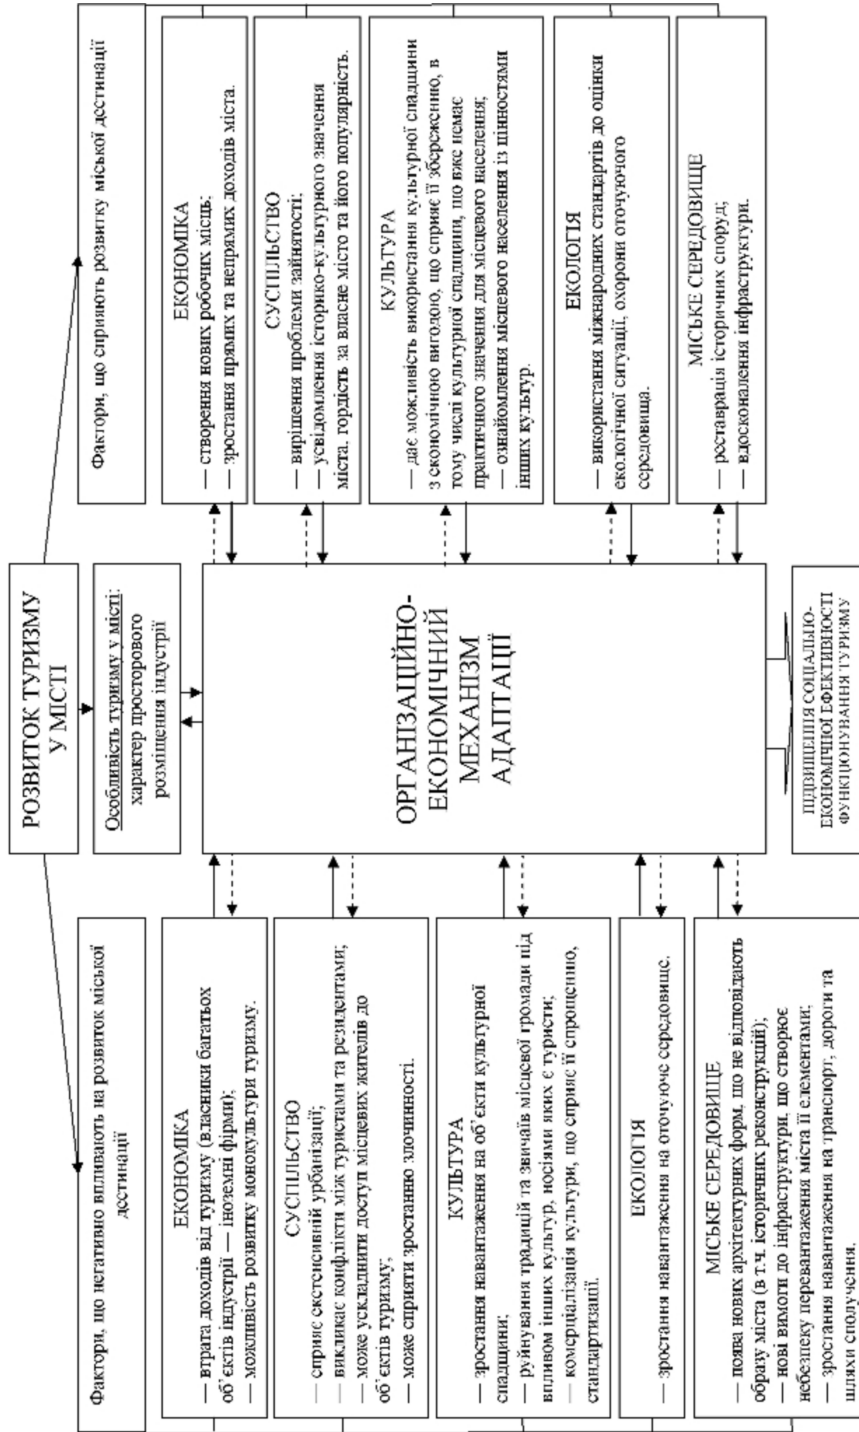 РОЗВИТОК ТУРИЗМУ
У МІСТІ
Особливість туризму у місті:
характер просторового
розміщення індустрії
Фактори, що негативно впливають на розвиток міської
дестинації
ЕКОНОМІКА
— втрата доходів від туризму (власники багатьох
об’єктів індустрії — іноземні фірми);
— можливість розвитку монокультури туризму.
СУСПІЛЬСТВО
— сприяє екстенсивній урбанізації;
— викликає конфлікти між туристами та резидентами;
— може ускладнити доступ місцевих жителів до
об’єктів туризму;
— може сприяти зростанню злочинності.
КУЛЬТУРА
— зростання навантаження на об’єкти культурної
спадщини;
— руйнування традицій та звичаїв місцевої громади під
впливом інших культур, носіями яких є туристи;
— комерціалізація культури, що сприяє її спрощенню,
стандартизації.
ЕКОЛОГІЯ
— зростання навантаження на оточуюче середовище.
МІСЬКЕ СЕРЕДОВИЩЕ
— поява нових архітектурних форм, що не відповідають
образу міста (в т.ч. історичних реконструкцій);
— нові вимоги до інфраструктури, що створює
небезпеку перевантаження міста її елементами;
— зростання навантаження на транспорт, дороги та
шляхи сполучення.
ОРГАНІЗАЦІЙНО-
ЕКОНОМІЧНИЙ
МЕХАНІЗМ
АДАПТАЦІЇ
ПІДВИЩЕННЯ СОЦІАЛЬНО-
ЕКОНОМІЧНОЇ ЕФЕКТИВНОСТІ
ФУНКЦІОНУВАННЯ ТУРИЗМУ
Фактори, що сприяють розвитку міської дестинації
ЕКОНОМІКА
— створення нових робочих місць;
— зростання прямих та непрямих доходів міста.
СУСПІЛЬСТВО
— вирішення проблеми зайнятості;
— усвідомлення історико-культурного значення
міста, гордість за власне місто та його популярність.
КУЛЬТУРА
— дає можливість використання культурної спадщини
з економічною вигодою, що сприяє її збереженню, в
тому числі культурної спадщини, що вже немає
практичного значення для місцевого населення;
— ознайомлення місцевого населення із цінностями
інших культур.
ЕКОЛОГІЯ
— використання міжнародних стандартів до оцінки
екологічної ситуації, охорони оточуючого
середовища.
МІСЬКЕ СЕРЕДОВИЩЕ
— реставрація історичних споруд;
— вдосконалення інфраструктури.